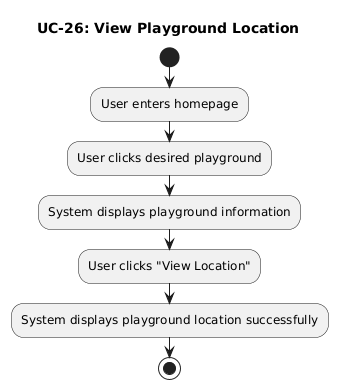 UC-26: View Playground Location
User enters homepage
User clicks desired playground
System displays playground information
User clicks "View Location"
System displays playground location successfully